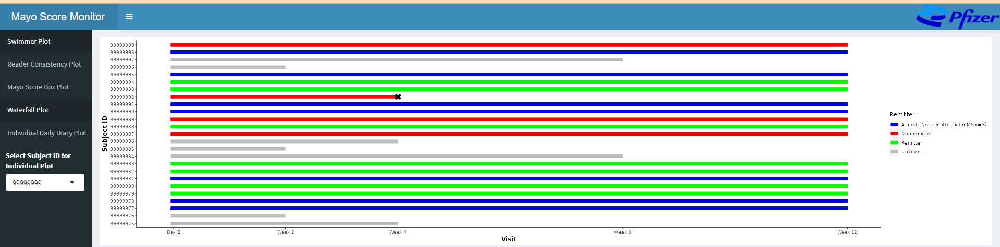 Mayo Score Monitor
Pfizer
Swimmer Plot
Reader Consistency Plot
Mayo Score Box Plot
Waterfall Plot
Individual Daily Diary Plot
Select Subject ID for
Individual Plot
99999999
Subject ID
99999999
99999998
99999997
99999996
99999995
99999994
99999993
99999992
99999991
99999990
99999989
99999988
99999987
99999986
99999985
99999984
99999983
99999982
99999981
99999980
99999979
99999978
99999977
99999976
99999975
Day 1 Week 2 Week 4 Week 8 Week 12
Visit
Remitter
Almost (Non-remitter but mMS<=3)
Non-remitter
Remitter
Unkown